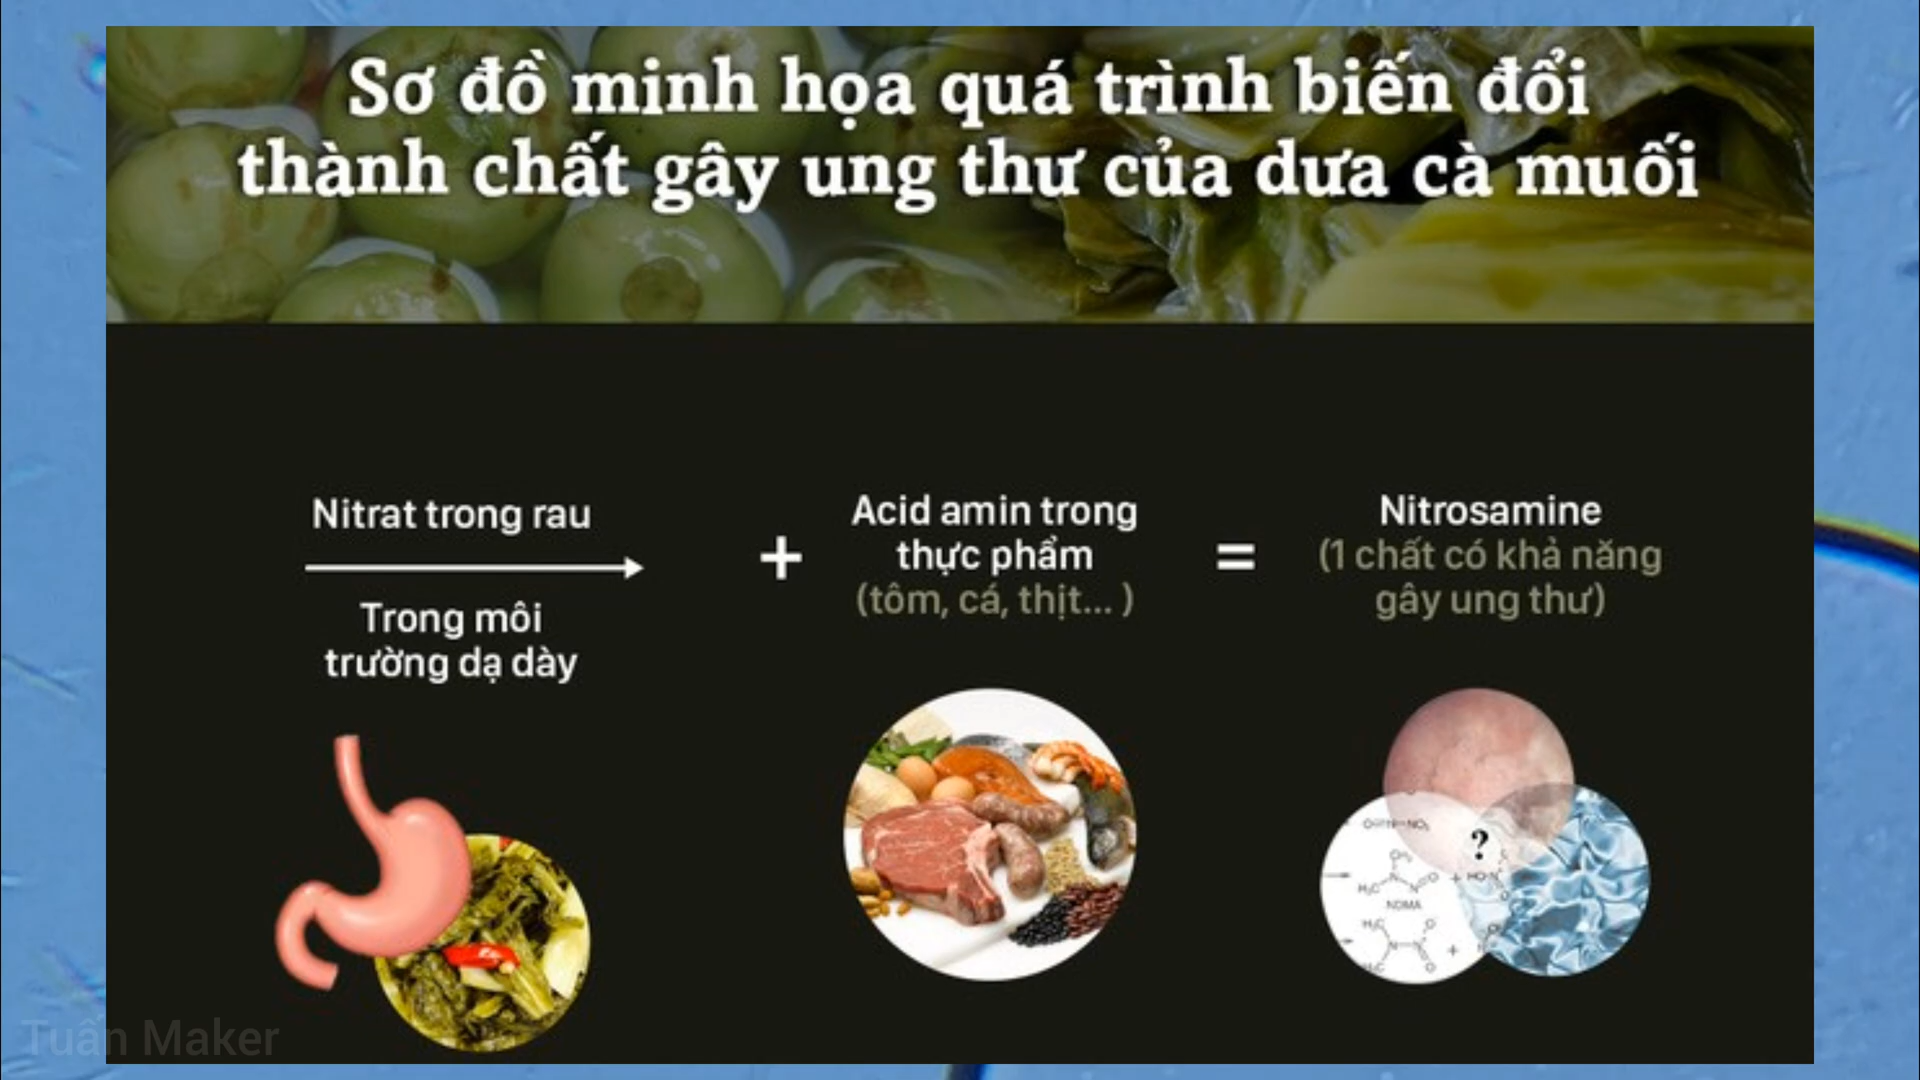 Sơ đồ minh họa quá trình biến đổi
thành chất gây ung thư của dưa cà muối
Nitrat trong rau
Trong môi
trường dạ dày
+
Acid amin trong
thực phẩm
(tôm, cá, thịt... )
=
Nitrosamine
(1 chất có khả năng
gây ung thư)
?
NDMA
Tuấn Maker